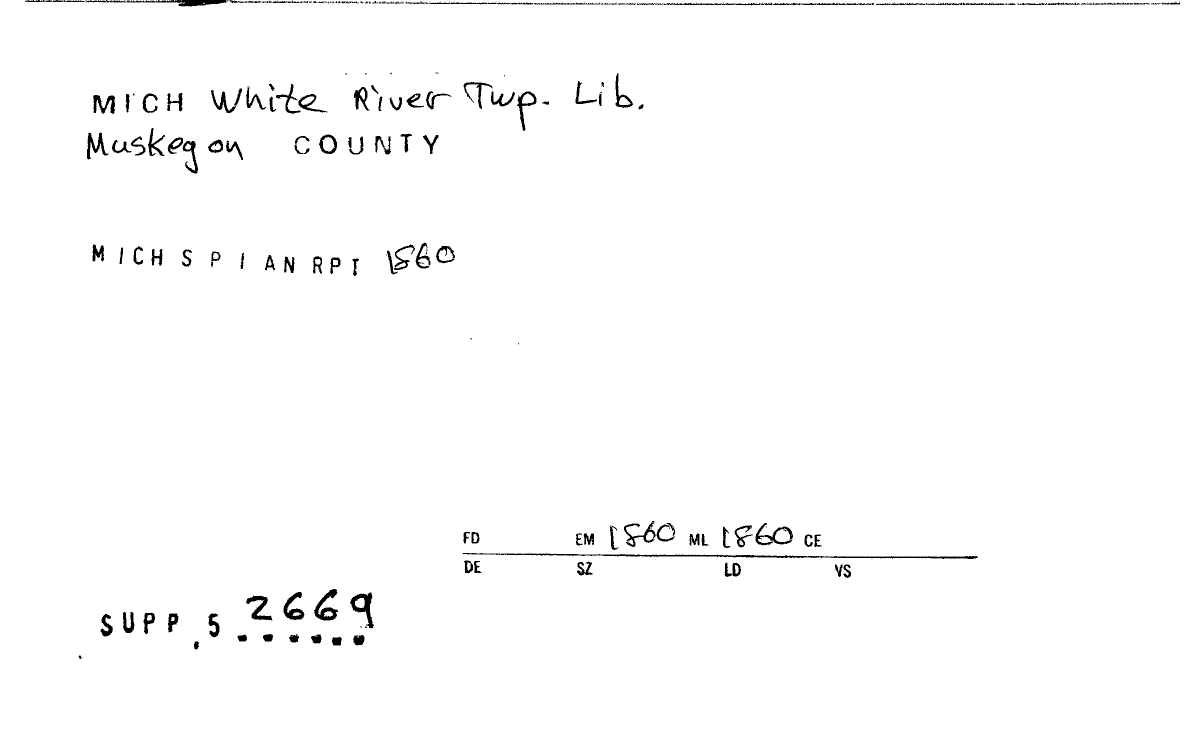 MICH White River Twp. Lib.
Muskegon COUNTY
MICH S P I AN RPT 1860
FD EM 1860 ML 1860 CE
DE SZ LD VS
SUPP.5 2669